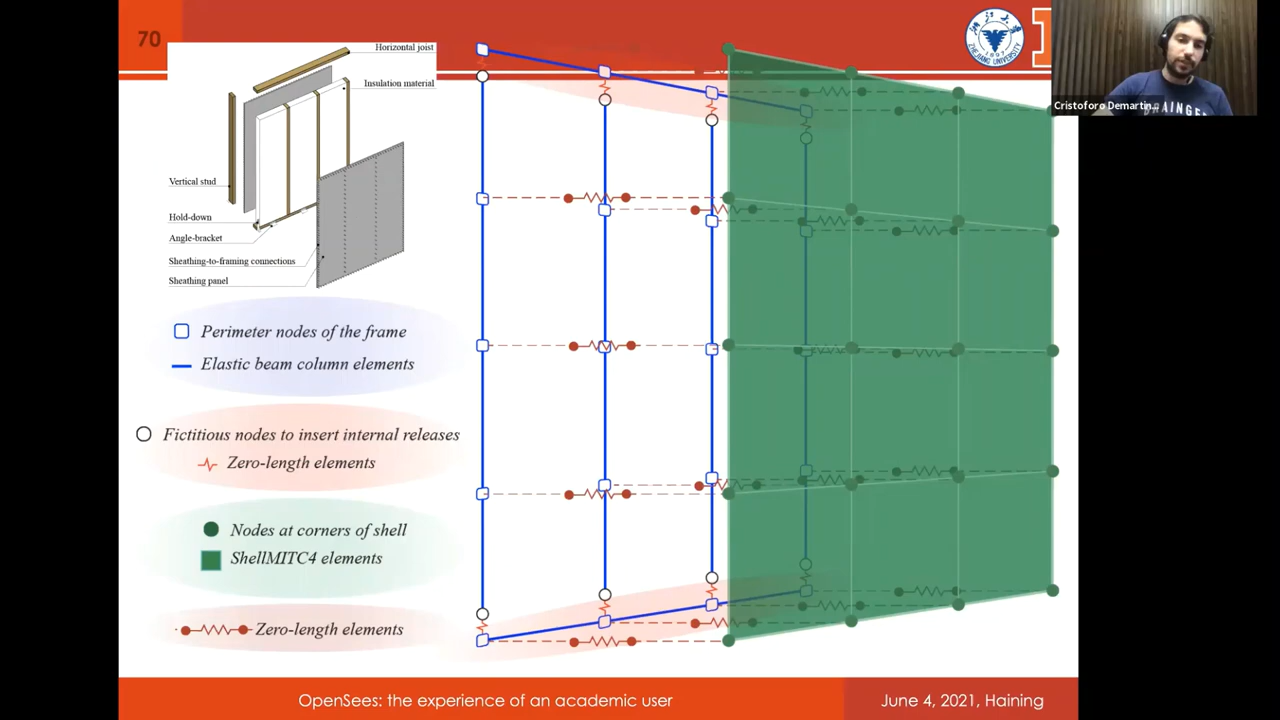 70
Horizontal joist
Insulation material
Vertical stud
Hold-down
Angle-bracket
Sheathing-to-framing connections
Sheathing panel
Perimeter nodes of the frame
Elastic beam column elements
Fictitious nodes to insert internal releases
Zero-length elements
Nodes at corners of shell
ShellMITC4 elements
Zero-length elements
OpenSees: the experience of an academic user
June 4, 2021, Haining
ZHEJIANG UNIVERSITY
1897
Cristoforo Demartin...